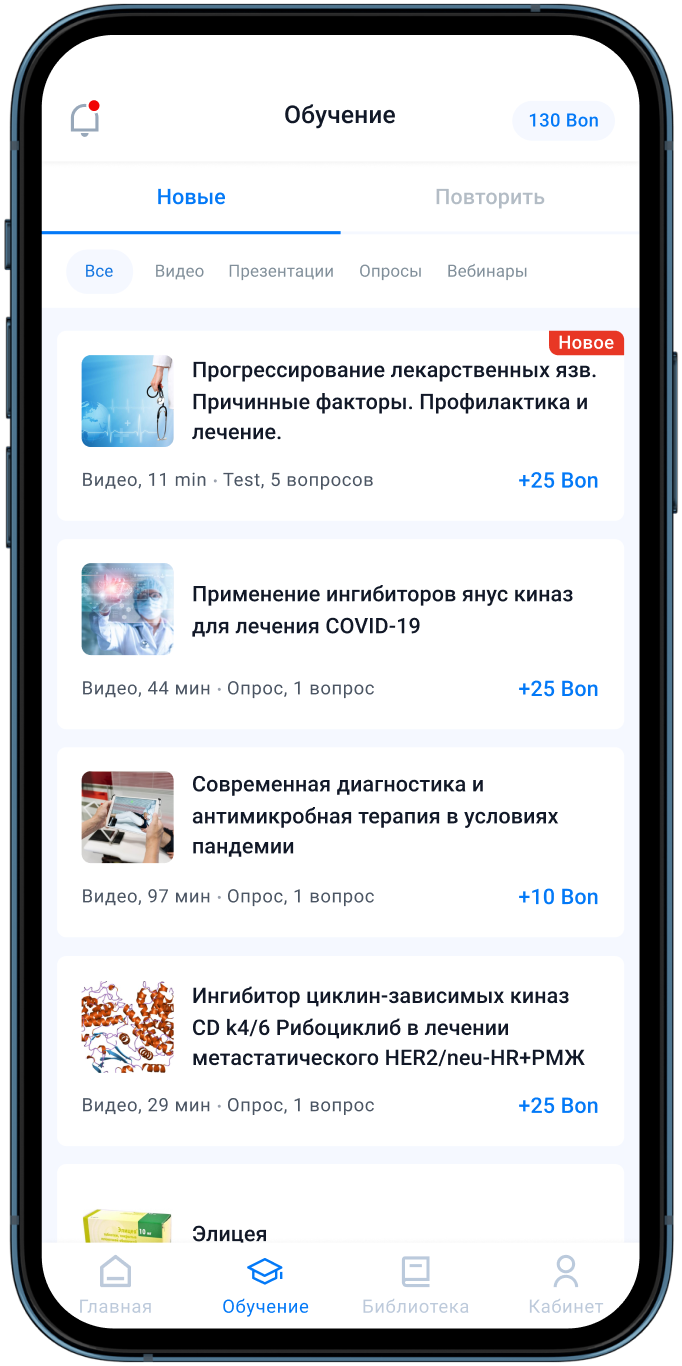 Обучение
130 Bon
Новые
Повторить
Все
Видео
Презентации
Опросы
Вебинары
Новое
Прогрессирование лекарственных язв.
Причинные факторы. Профилактика и
лечение.
Видео, 11 min · Test, 5 вопросов
+25 Bon
Применение ингибиторов янус киназ
для лечения COVID-19
Видео, 44 мин · Опрос, 1 вопрос
+25 Bon
Современная диагностика и
антимикробная терапия в условиях
пандемии
Видео, 97 мин · Опрос, 1 вопрос
+10 Bon
Ингибитор циклин-зависимых киназ
CD k4/6 Рибоциклиб в лечении
метастатического HER2/neu-HR+РМЖ
Видео, 29 мин · Опрос, 1 вопрос
+25 Bon
Элицея 10 мг
Элицея
Главная
Обучение
Библиотека
Кабинет